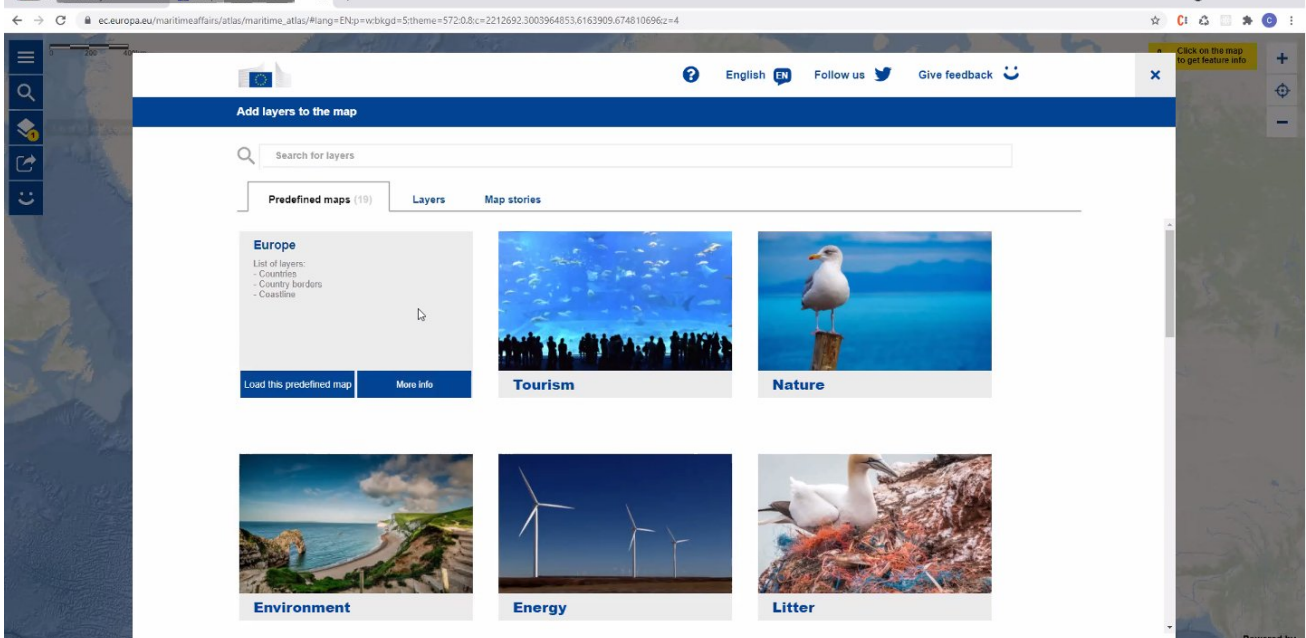 ec.europa.eu/maritimeaffairs/atlas/maritime_atlas/#lang=EN;p=w;bkgd=5;theme=572:0.8;c=2212692.3003964853,6163909.674810696;z=4
0 200
Click on the map
to get feature info
English EN Follow us Give feedback
Add layers to the map
Search for layers
Predefined maps (19) Layers Map stories
Europe
List of layers:
- Countries
- Country borders
- Coastline
Load this predefined map More info
Tourism
Nature
Environment
Energy
Litter